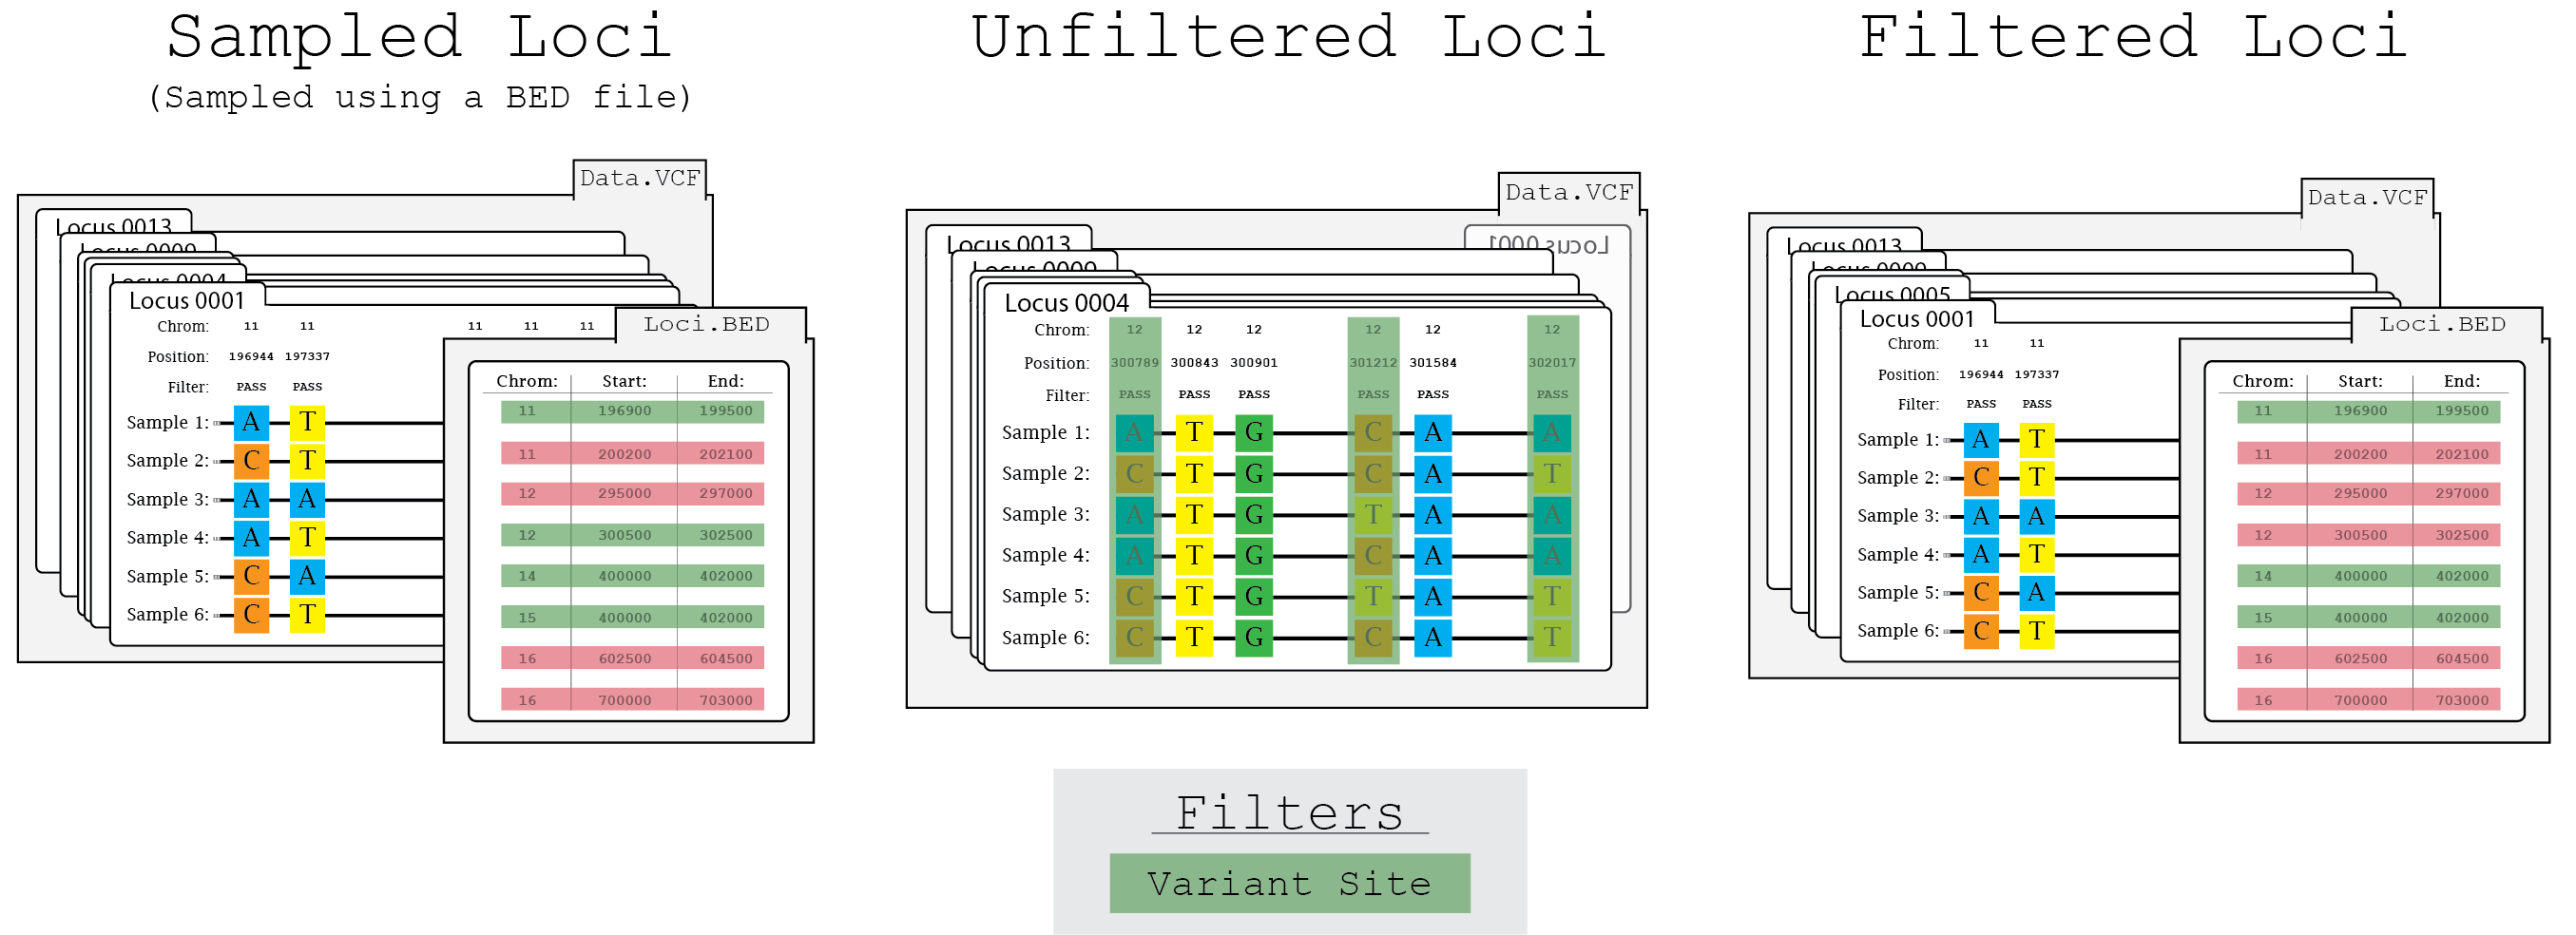 Sampled Loci
(Sampled using a BED file)
Data.VCF
Locus 0013
Locus 0009
Locus 0004
Locus 0001
Chrom: 11 11 11 11 11
Position: 196944 197337
Filter: PASS PASS
Sample 1: A T
Sample 2: C T
Sample 3: A A
Sample 4: A T
Sample 5: C A
Sample 6: C T
Loci.BED
Chrom: Start: End:
11 196900 199500
11 200200 202100
12 295000 297000
12 300500 302500
14 400000 402000
15 400000 402000
16 602500 604500
16 700000 703000
Unfiltered Loci
Data.VCF
Locus 0013
Locus 0001
Locus 0009
Locus 0004
Chrom: 12 12 12 12 12 12
Position: 300789 300843 300901 301212 301584 302017
Filter: PASS PASS PASS PASS PASS PASS
Sample 1: A T G C A A
Sample 2: C T G C A T
Sample 3: A T G T A A
Sample 4: A T G C A A
Sample 5: C T G T A T
Sample 6: C T G C A T
Filters
Variant Site
Filtered Loci
Data.VCF
Locus 0013
Locus 0009
Locus 0005
Locus 0001
Chrom: 11 11
Position: 196944 197337
Filter: PASS PASS
Sample 1: A T
Sample 2: C T
Sample 3: A A
Sample 4: A T
Sample 5: C A
Sample 6: C T
Loci.BED
Chrom: Start: End:
11 196900 199500
11 200200 202100
12 295000 297000
12 300500 302500
14 400000 402000
15 400000 402000
16 602500 604500
16 700000 703000